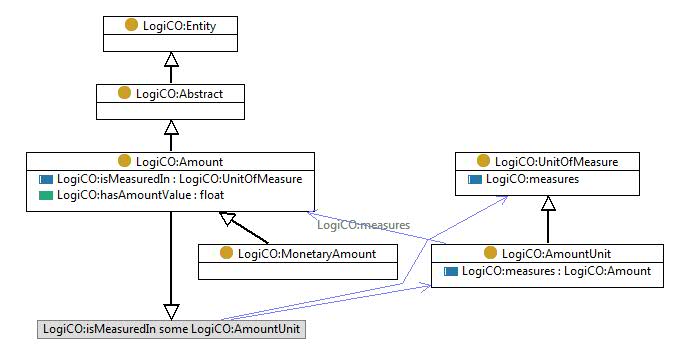 LogiCO:Entity
LogiCO:Abstract
LogiCO:Amount
LogiCO:isMeasuredIn : LogiCO:UnitOfMeasure
LogiCO:hasAmountValue : float
LogiCO:UnitOfMeasure
LogiCO:measures
LogiCO:measures
LogiCO:MonetaryAmount
LogiCO:AmountUnit
LogiCO:measures : LogiCO:Amount
LogiCO:isMeasuredIn some LogiCO:AmountUnit